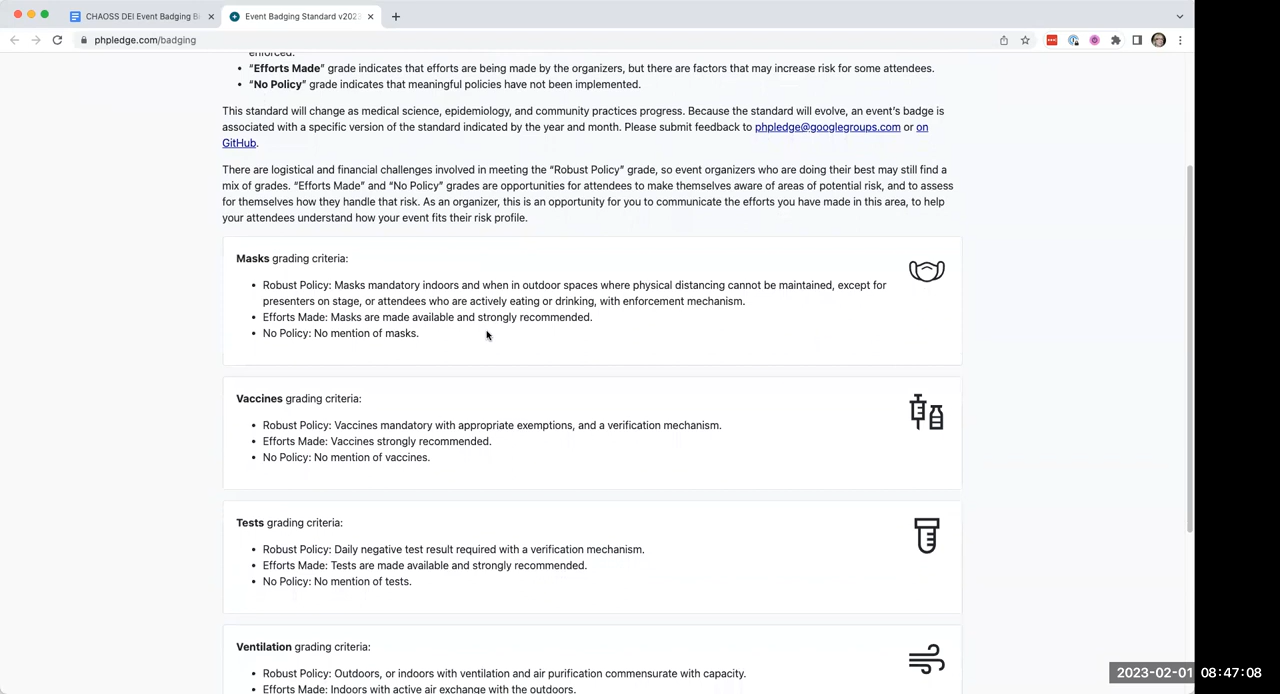 CHAOSS DEI Event Badging B
Event Badging Standard v2023
phpledge.com/badging
enforced.
• “Efforts Made” grade indicates that efforts are being made by the organizers, but there are factors that may increase risk for some attendees.
• “No Policy” grade indicates that meaningful policies have not been implemented.
This standard will change as medical science, epidemiology, and community practices progress. Because the standard will evolve, an event’s badge is
associated with a specific version of the standard indicated by the year and month. Please submit feedback to phpledge@googlegroups.com or on
GitHub.
There are logistical and financial challenges involved in meeting the “Robust Policy” grade, so event organizers who are doing their best may still find a
mix of grades. “Efforts Made” and “No Policy” grades are opportunities for attendees to make themselves aware of areas of potential risk, and to assess
for themselves how they handle that risk. As an organizer, this is an opportunity for you to communicate the efforts you have made in this area, to help
your attendees understand how your event fits their risk profile.
Masks grading criteria:
• Robust Policy: Masks mandatory indoors and when in outdoor spaces where physical distancing cannot be maintained, except for
presenters on stage, or attendees who are actively eating or drinking, with enforcement mechanism.
• Efforts Made: Masks are made available and strongly recommended.
• No Policy: No mention of masks.
Vaccines grading criteria:
• Robust Policy: Vaccines mandatory with appropriate exemptions, and a verification mechanism.
• Efforts Made: Vaccines strongly recommended.
• No Policy: No mention of vaccines.
Tests grading criteria:
• Robust Policy: Daily negative test result required with a verification mechanism.
• Efforts Made: Tests are made available and strongly recommended.
• No Policy: No mention of tests.
Ventilation grading criteria:
• Robust Policy: Outdoors, or indoors with ventilation and air purification commensurate with capacity.
• Efforts Made: Indoors with active air exchange with the outdoors.
2023-02-01 08:47:08